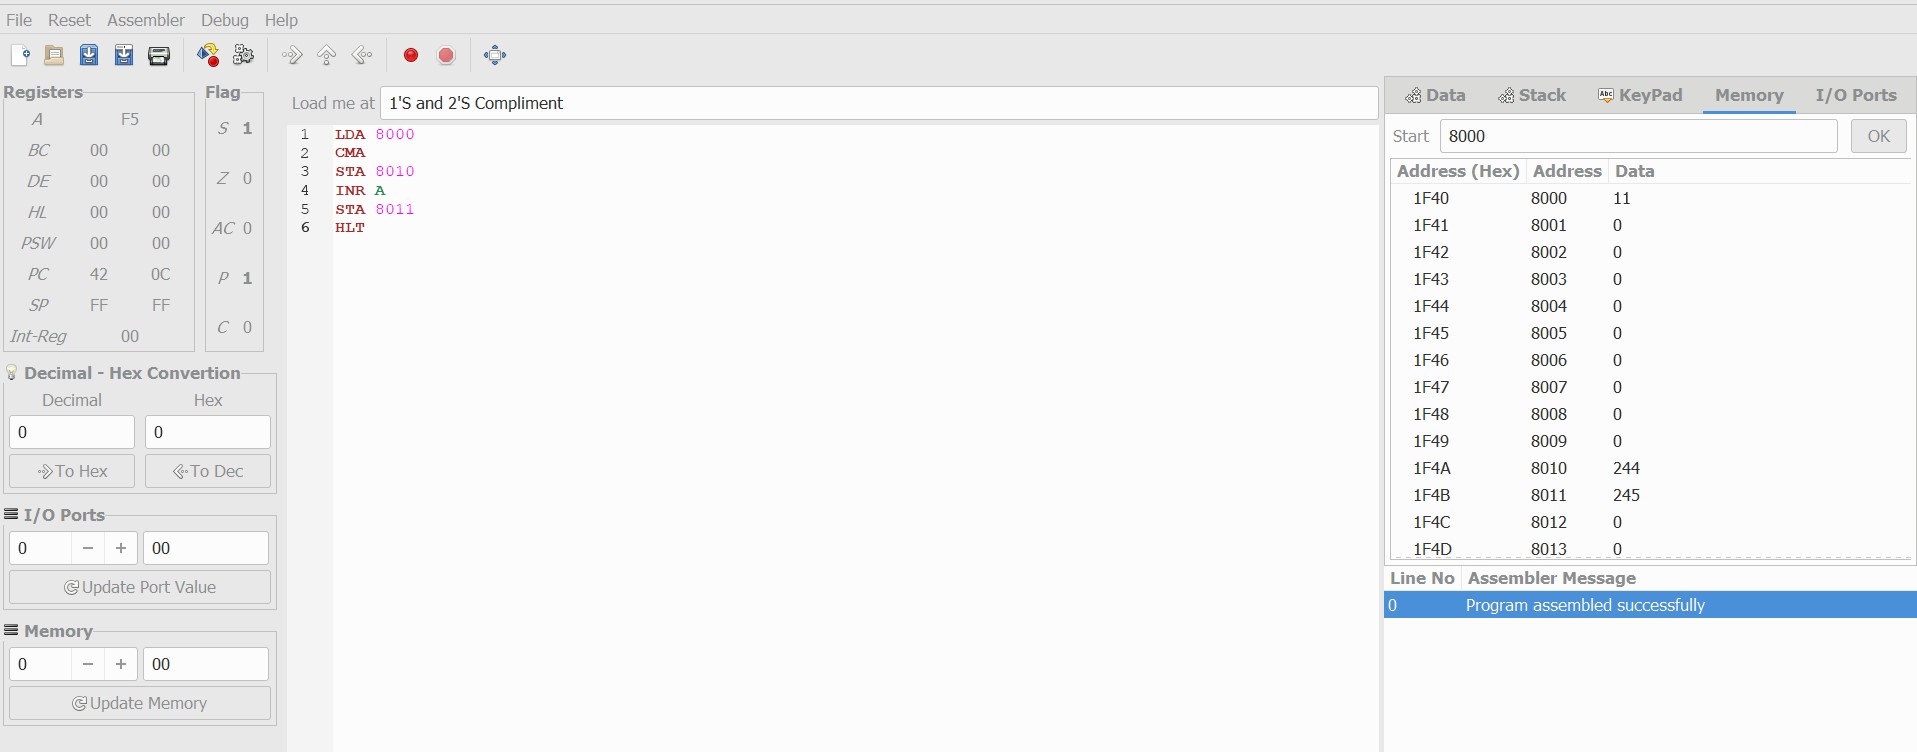 File Reset Assembler Debug Help
Registers
A F5
BC 00 00
DE 00 00
HL 00 00
PSW 00 00
PC 42 0C
SP FF FF
Int-Reg 00
Flag
S 1
Z 0
AC 0
P 1
C 0
Decimal - Hex Convertion
Decimal Hex
0 0
To Hex To Dec
I/O Ports
0 − + 00
Update Port Value
Memory
0 − + 00
Update Memory
Load me at 1'S and 2'S Compliment
1 LDA 8000
2 CMA
3 STA 8010
4 INR A
5 STA 8011
6 HLT
Data Stack Abc KeyPad Memory I/O Ports
Start 8000 OK
Address (Hex) Address Data
1F40 8000 11
1F41 8001 0
1F42 8002 0
1F43 8003 0
1F44 8004 0
1F45 8005 0
1F46 8006 0
1F47 8007 0
1F48 8008 0
1F49 8009 0
1F4A 8010 244
1F4B 8011 245
1F4C 8012 0
1F4D 8013 0
Line No Assembler Message
0 Program assembled successfully